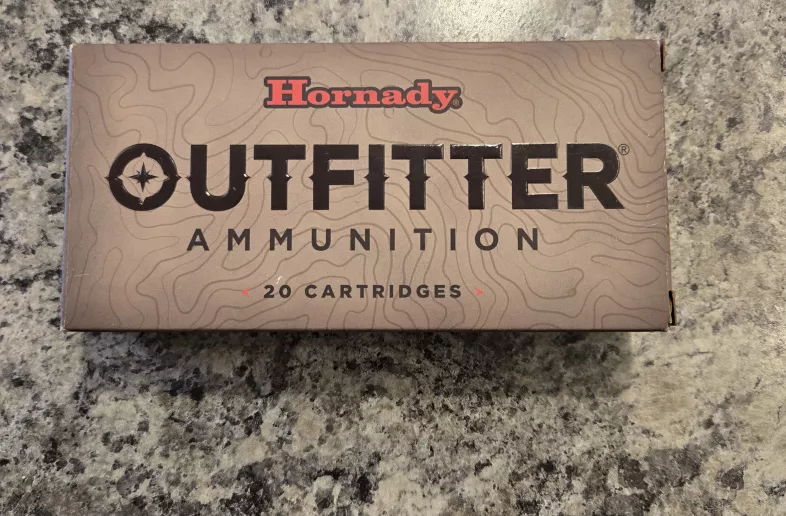 Hornady
OUTFITTER®
AMMUNITION
20 CARTRIDGES